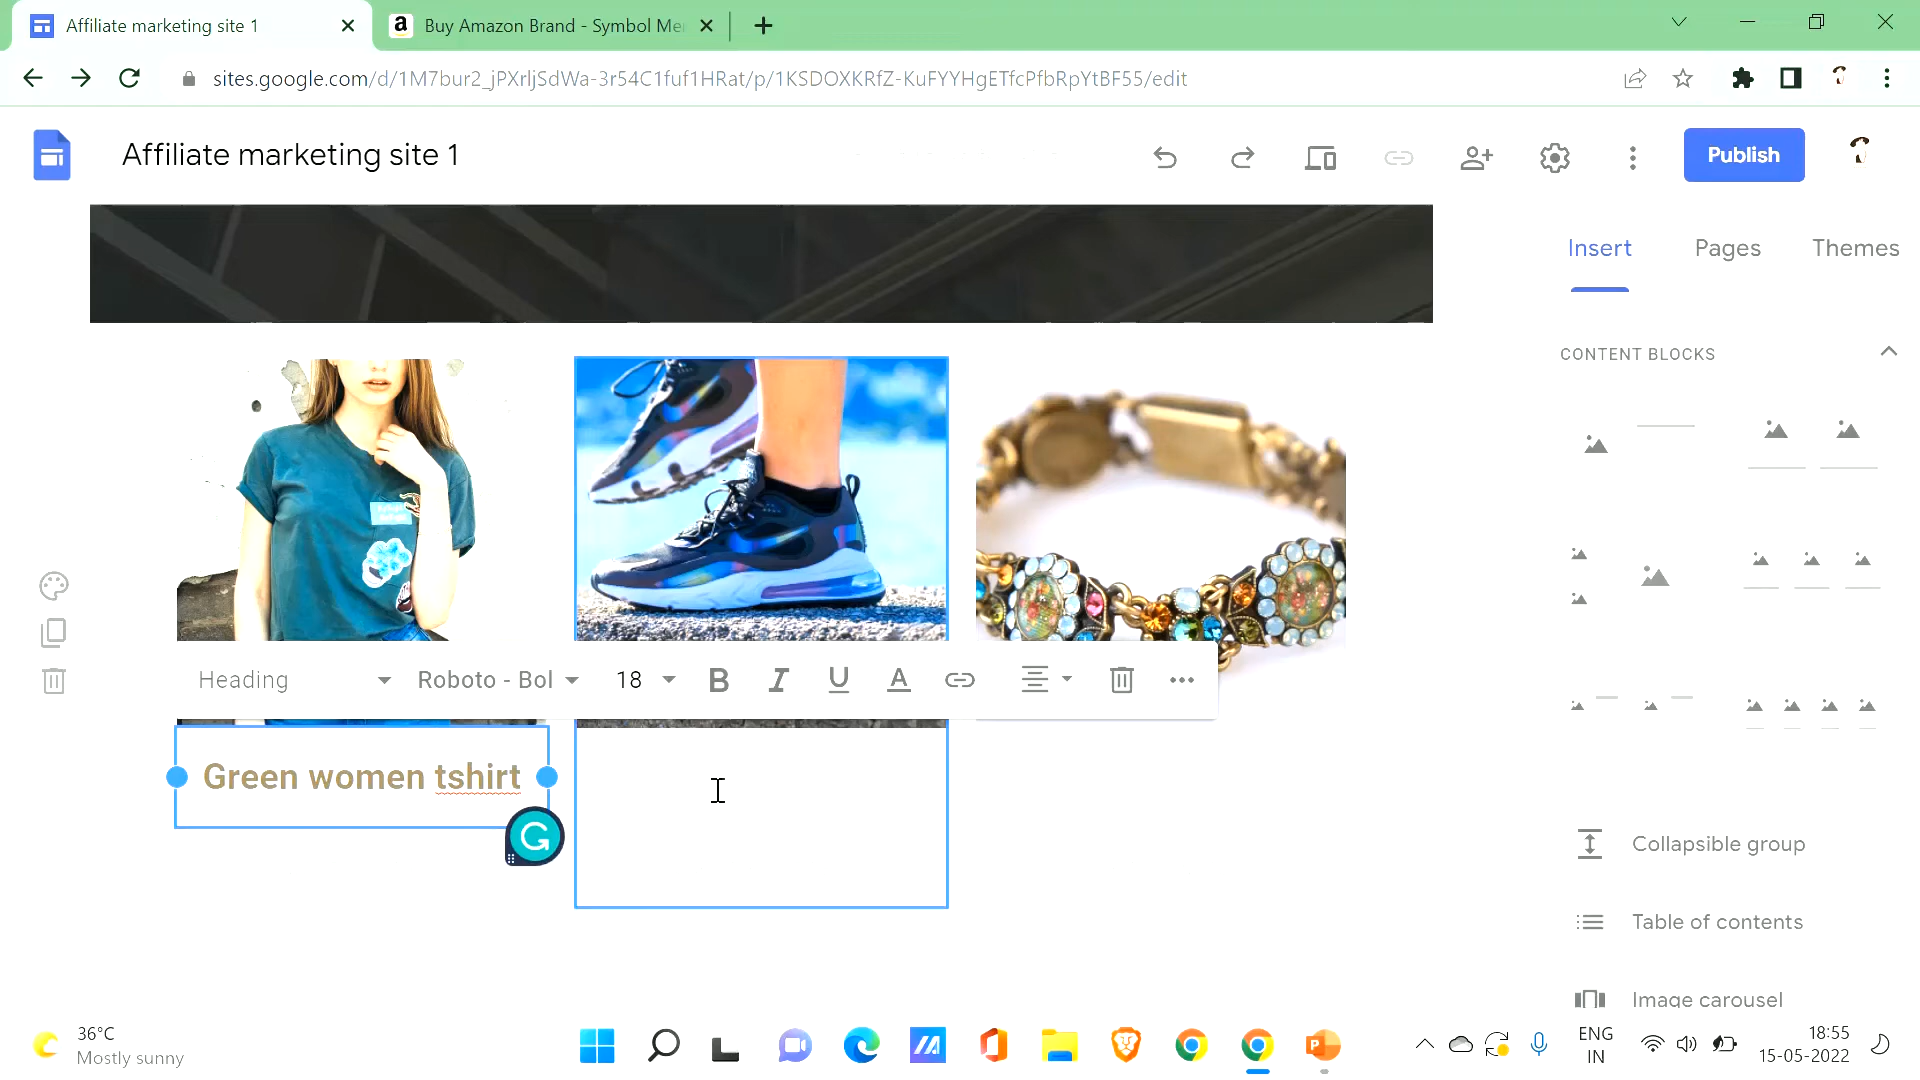 Affiliate marketing site 1
Buy Amazon Brand - Symbol Me
sites.google.com/d/1M7bur2_jPXrljSdWa-3r54C1fuf1HRat/p/1KSDOXKRfZ-KuFYYHgETfcPfbRpYtBF55/edit
Affiliate marketing site 1
Publish
Insert
Pages
Themes
CONTENT BLOCKS
Heading
Roboto - Bol
18
B
I
U
A
Green women tshirt
Collapsible group
Table of contents
Image carousel
36°C
Mostly sunny
ENG
IN
18:55
15-05-2022